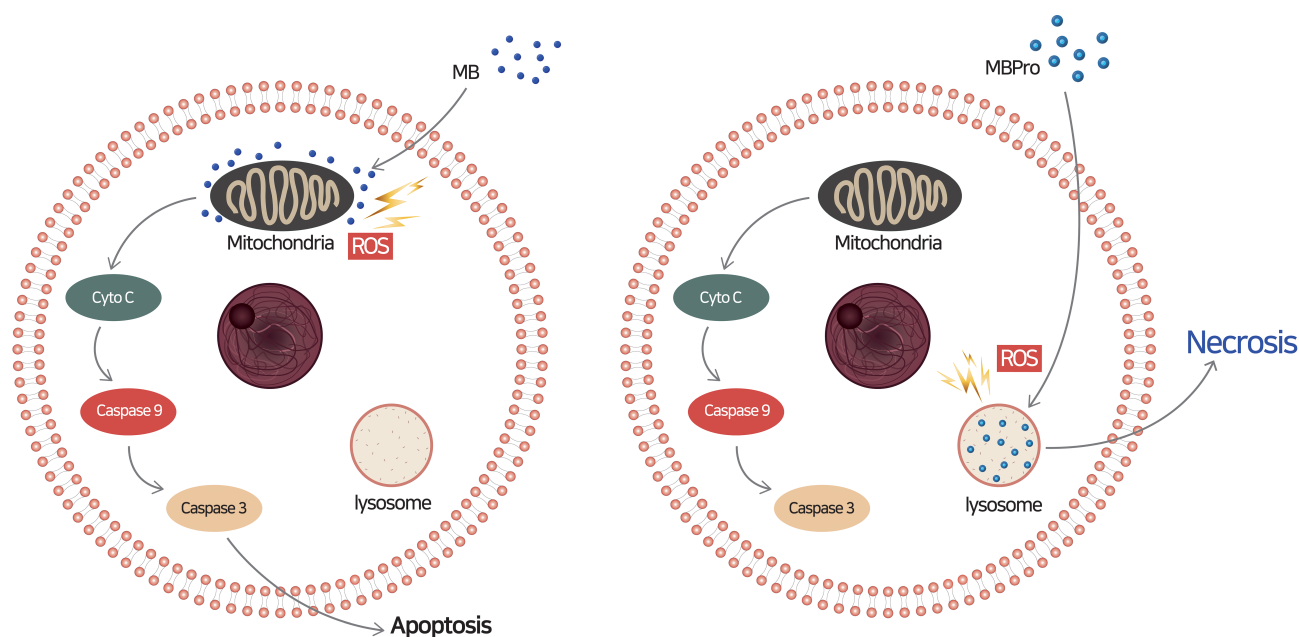 MB
Mitochondria
ROS
Cyto C
Caspase 9
Caspase 3
lysosome
Apoptosis
MBPro
Mitochondria
Cyto C
ROS
Necrosis
Caspase 9
Caspase 3
lysosome